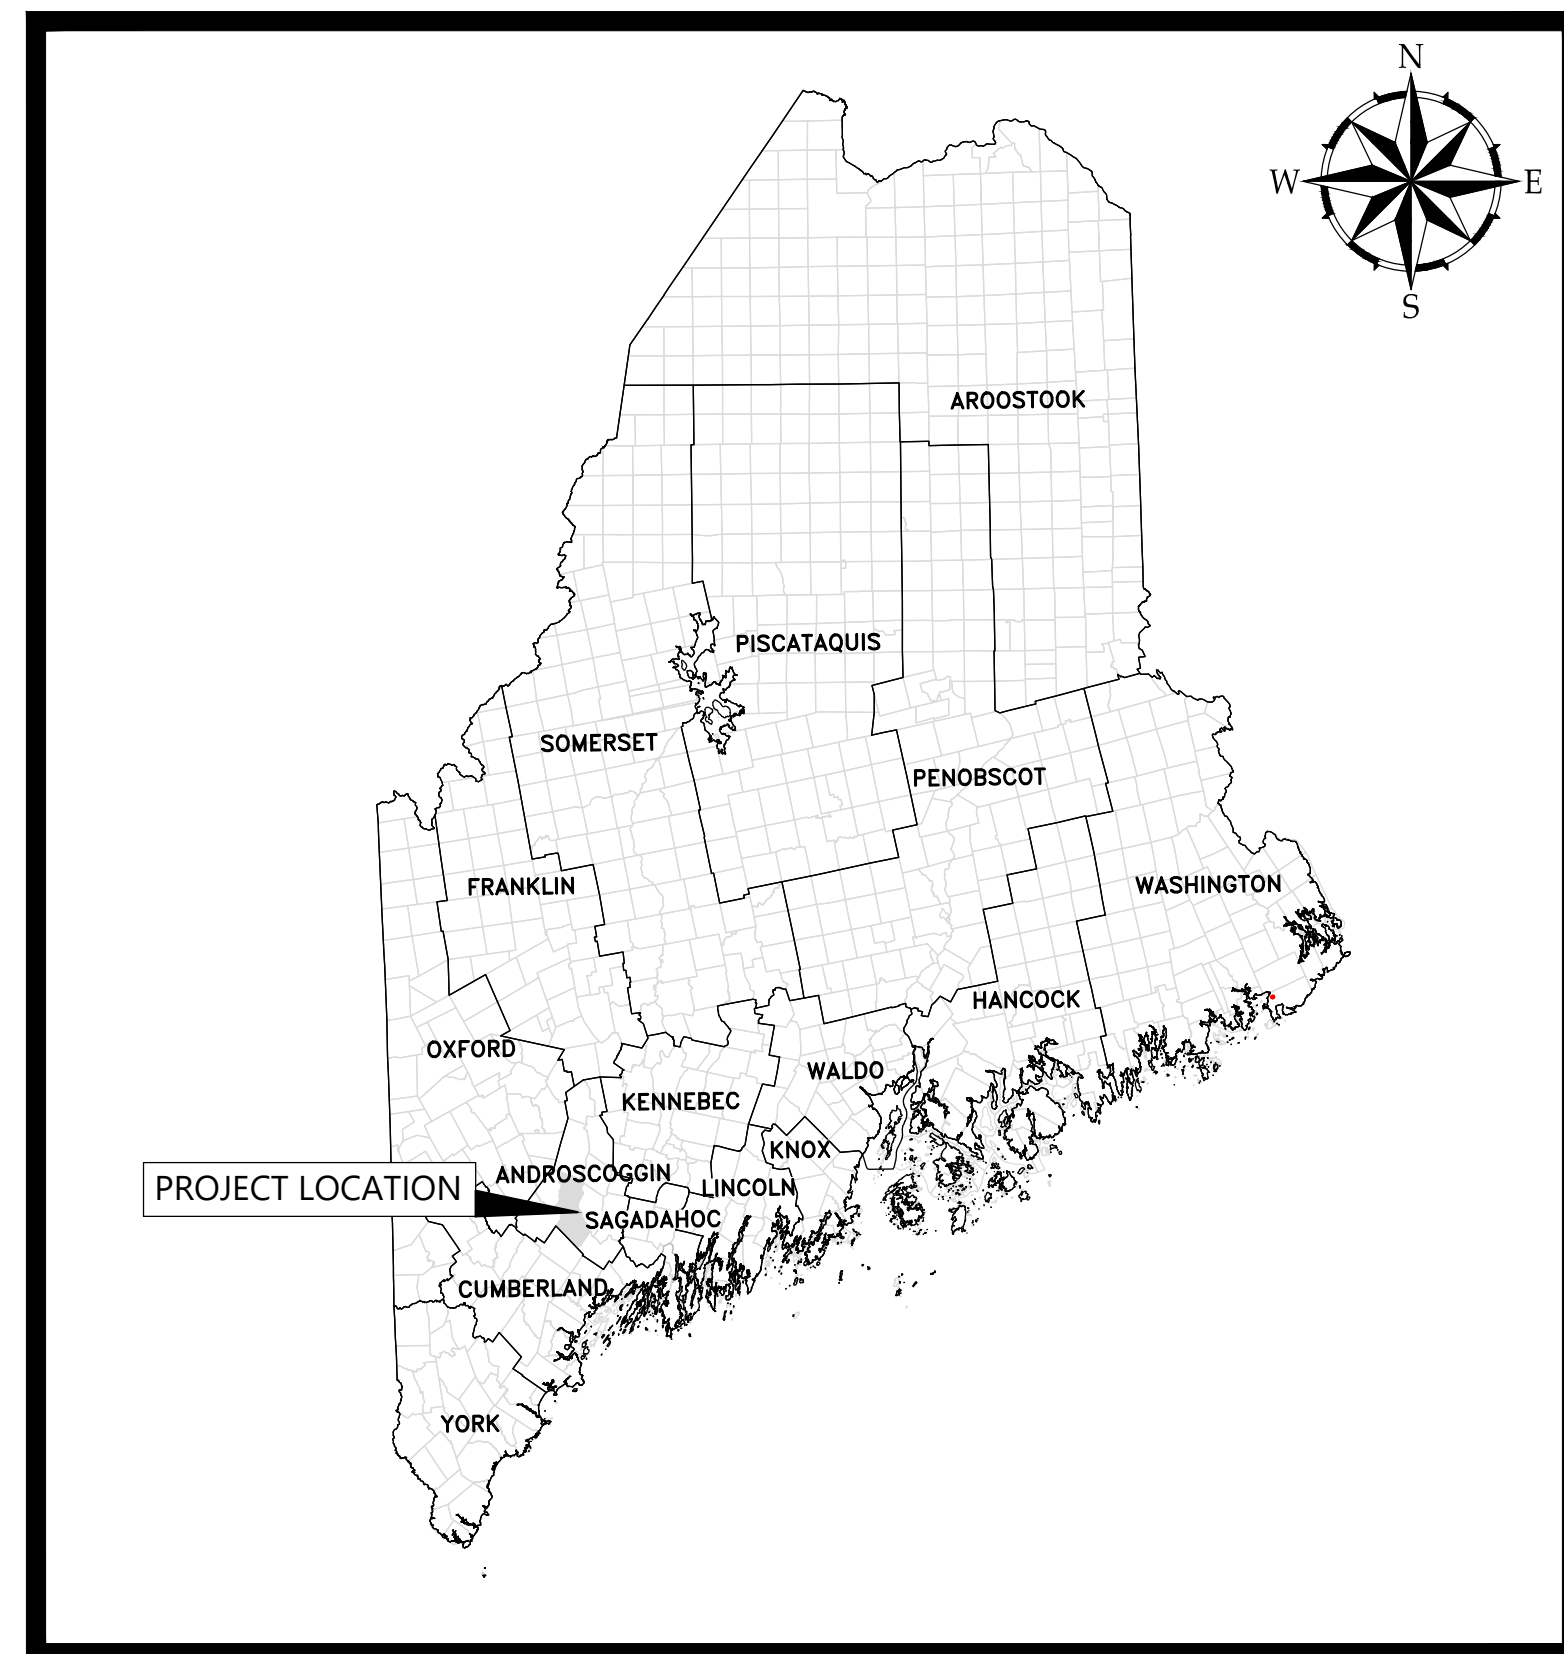 N
W
E
S
AROOSTOOK
PISCATAQUIS
SOMERSET
PENOBSCOT
FRANKLIN
WASHINGTON
HANCOCK
OXFORD
WALDO
KENNEBEC
KNOX
ANDROSCOGGIN
LINCOLN
PROJECT LOCATION
SAGADAHOC
CUMBERLAND
YORK